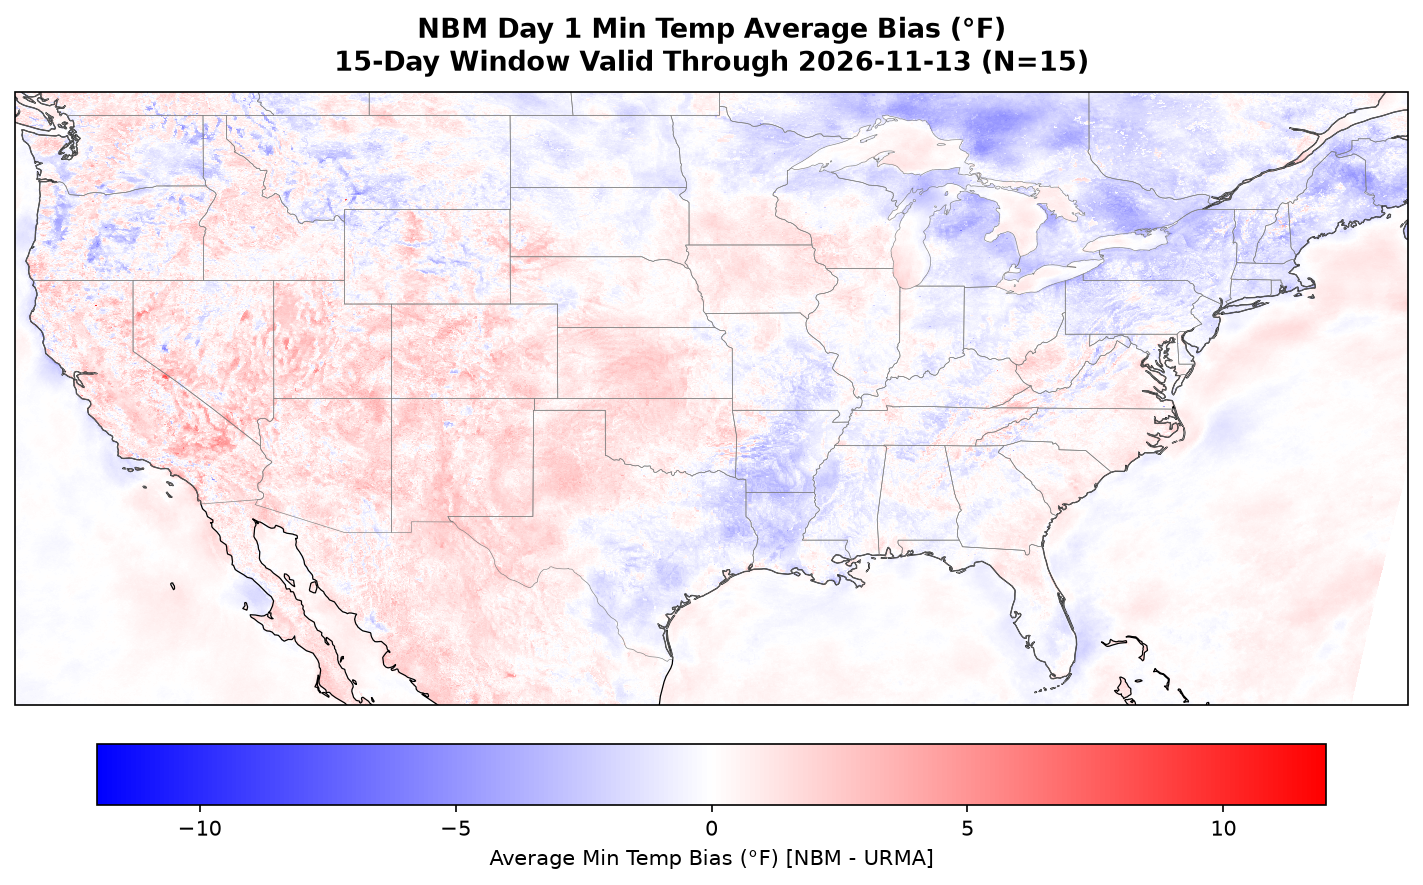 NBM Day 1 Min Temp Average Bias (°F)
15-Day Window Valid Through 2026-11-13 (N=15)
−10 −5 0 5 10
Average Min Temp Bias (°F) [NBM - URMA]